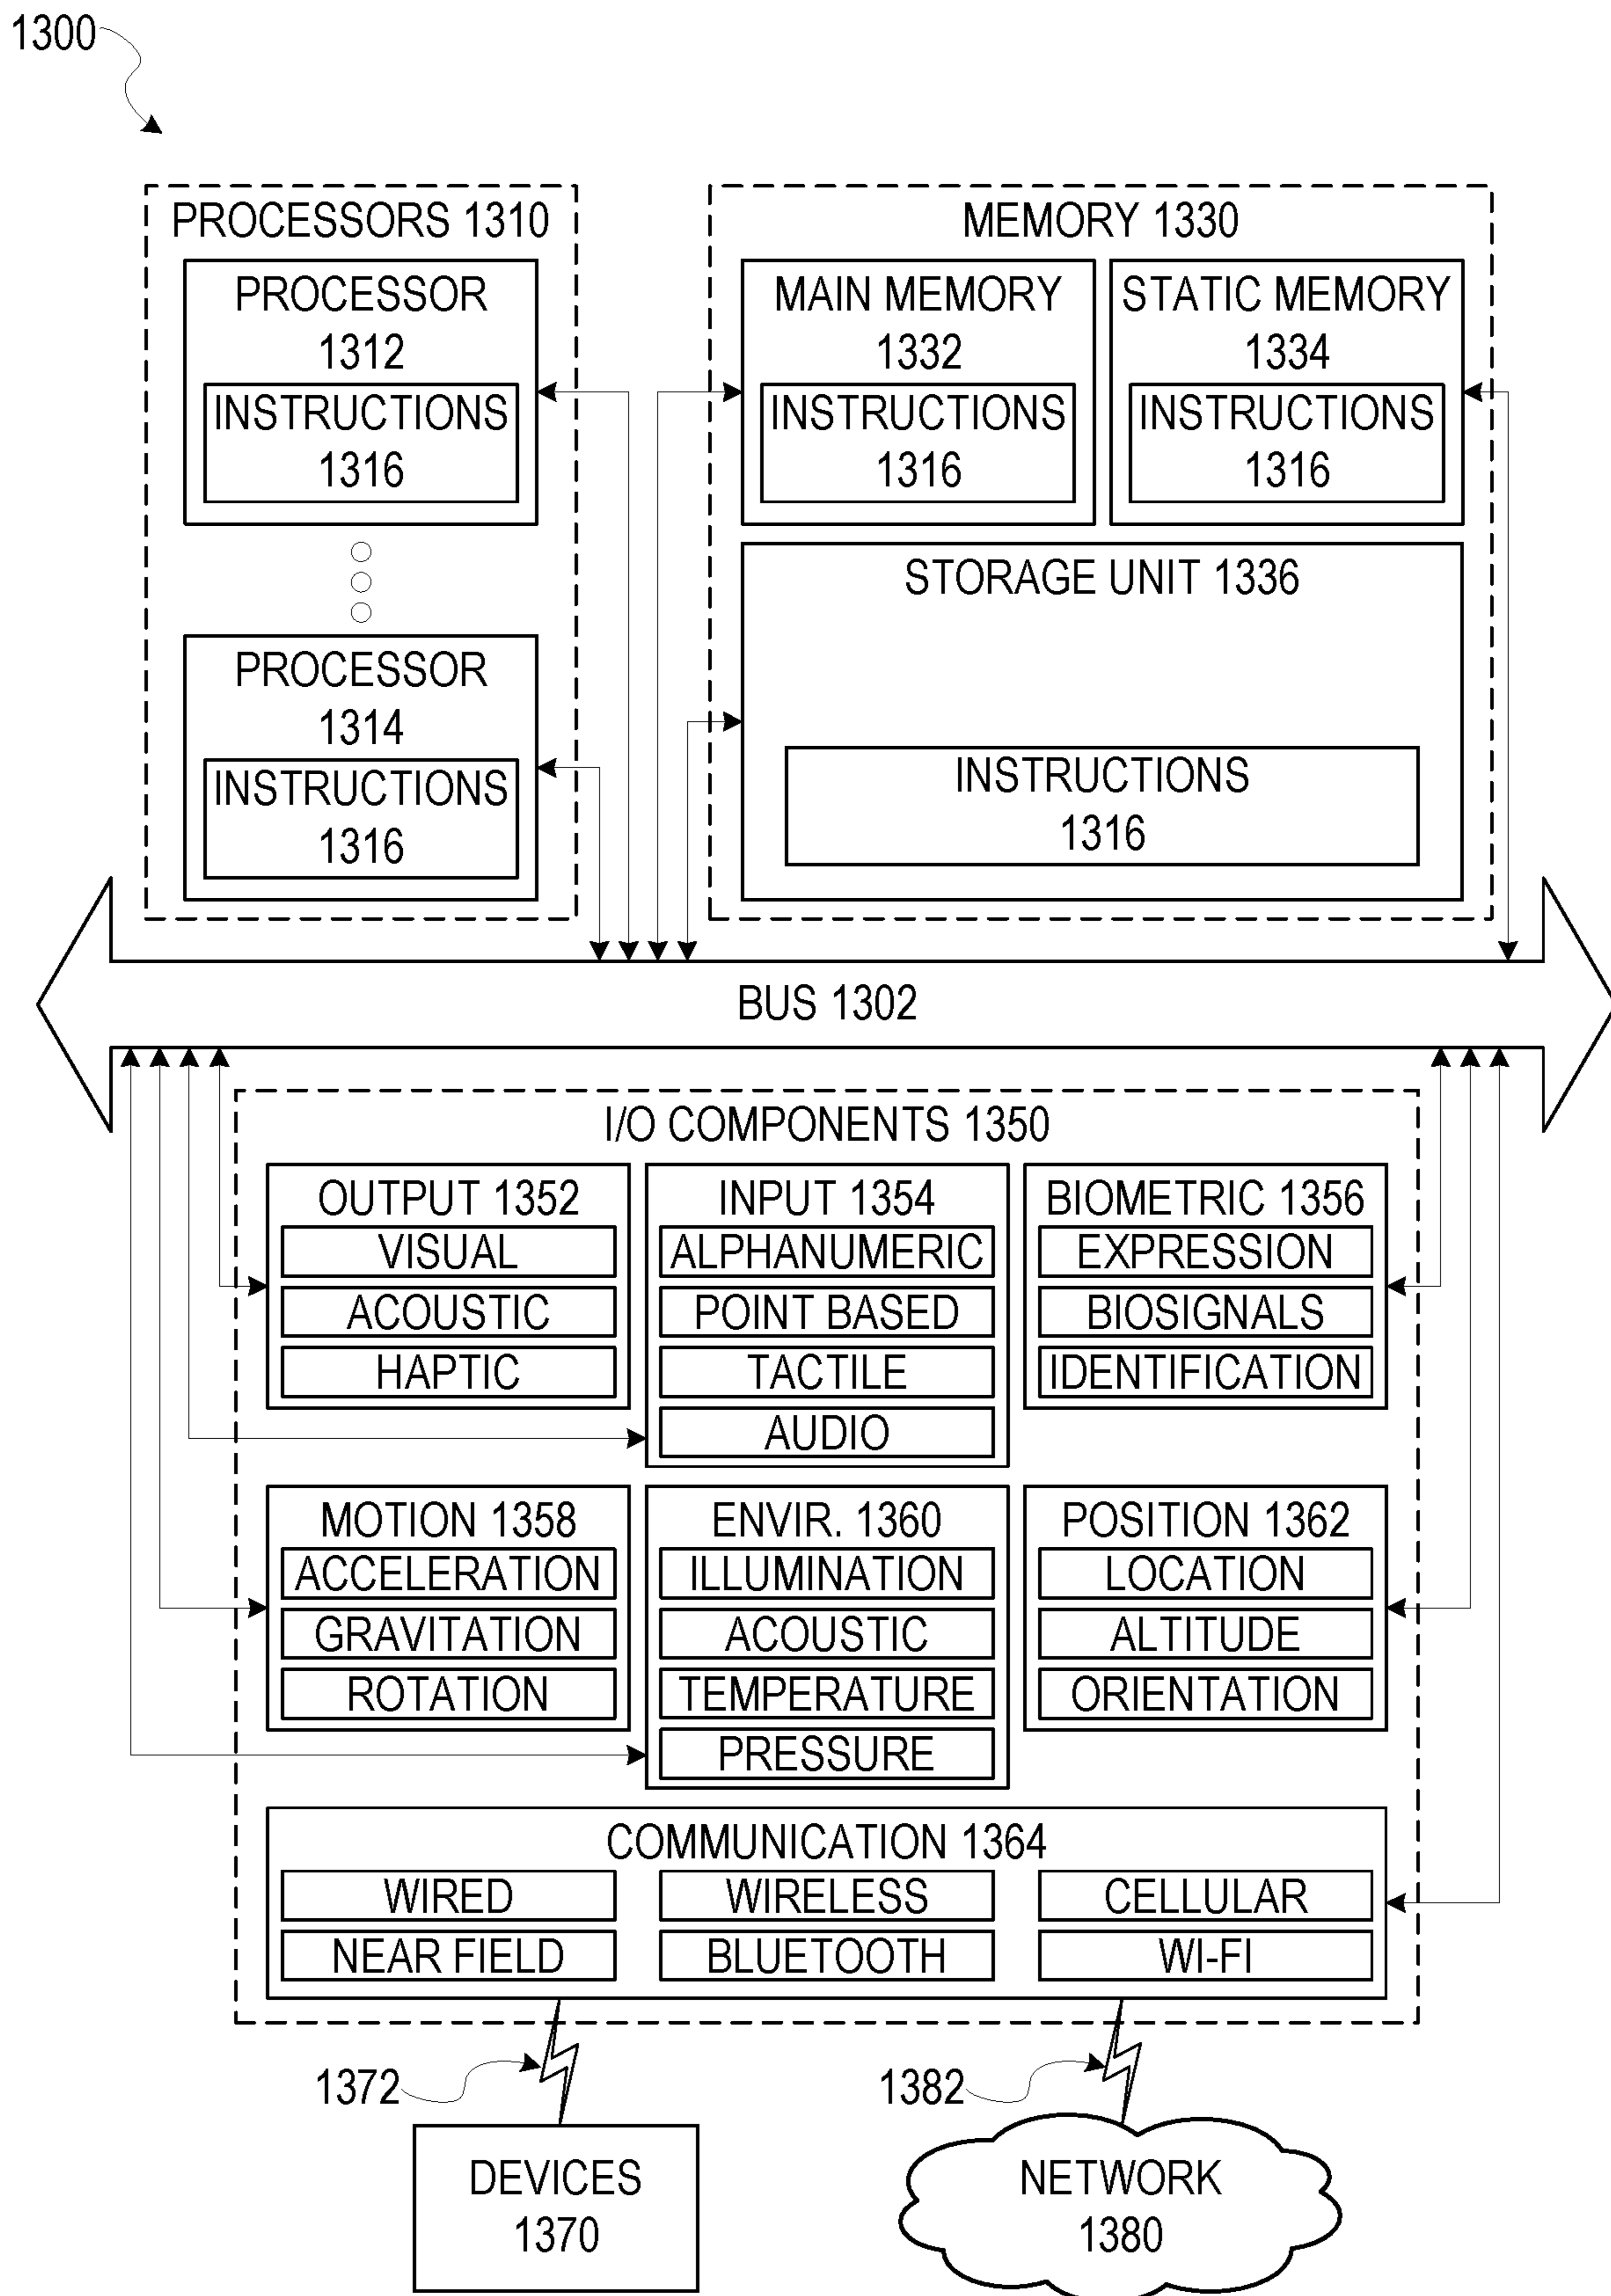 1300
PROCESSORS 1310
PROCESSOR
1312
INSTRUCTIONS
1316
PROCESSOR
1314
INSTRUCTIONS
1316
MEMORY 1330
MAIN MEMORY
1332
INSTRUCTIONS
1316
STATIC MEMORY
1334
INSTRUCTIONS
1316
STORAGE UNIT 1336
INSTRUCTIONS
1316
BUS 1302
I/O COMPONENTS 1350
OUTPUT 1352
VISUAL
ACOUSTIC
HAPTIC
INPUT 1354
ALPHANUMERIC
POINT BASED
TACTILE
AUDIO
BIOMETRIC 1356
EXPRESSION
BIOSIGNALS
IDENTIFICATION
MOTION 1358
ACCELERATION
GRAVITATION
ROTATION
ENVIR. 1360
ILLUMINATION
ACOUSTIC
TEMPERATURE
PRESSURE
POSITION 1362
LOCATION
ALTITUDE
ORIENTATION
COMMUNICATION 1364
WIRED
WIRELESS
CELLULAR
NEAR FIELD
BLUETOOTH
WI-FI
1372
1382
DEVICES
1370
NETWORK
1380